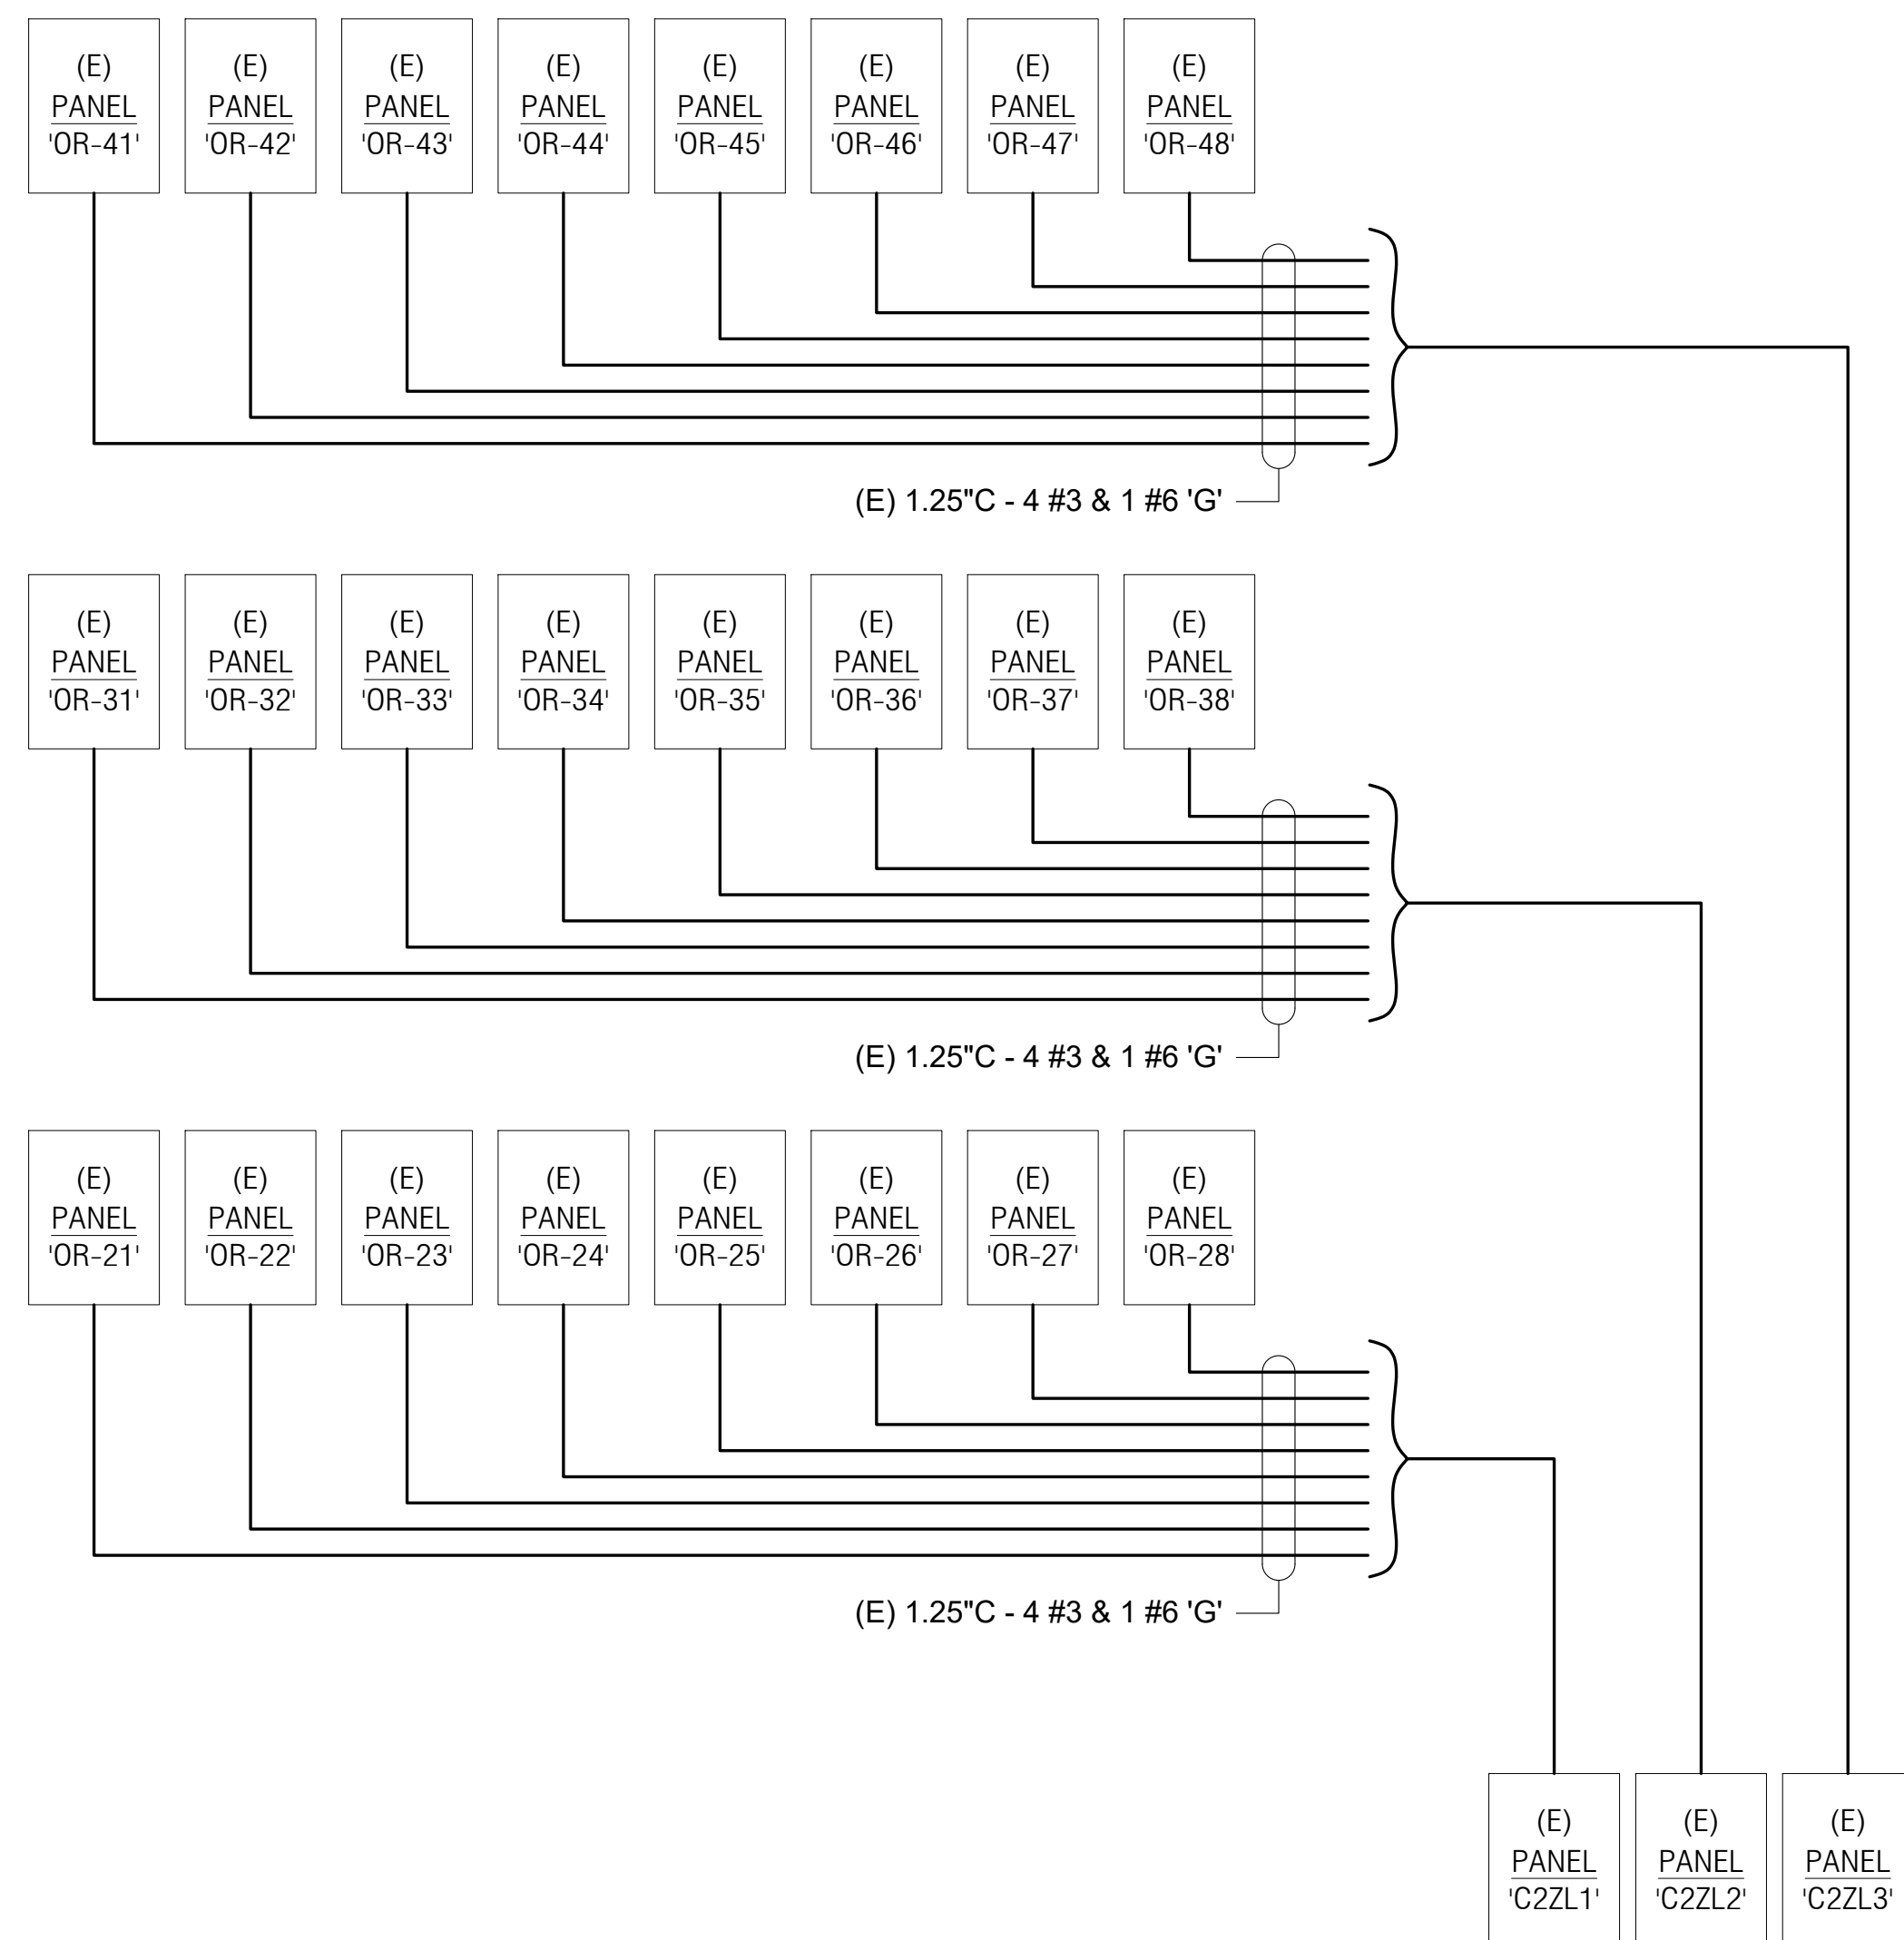 (E)
PANEL
'OR-41'
(E)
PANEL
'OR-42'
(E)
PANEL
'OR-43'
(E)
PANEL
'OR-44'
(E)
PANEL
'OR-45'
(E)
PANEL
'OR-46'
(E)
PANEL
'OR-47'
(E)
PANEL
'OR-48'
(E) 1.25"C - 4 #3 & 1 #6 'G'
(E)
PANEL
'OR-31'
(E)
PANEL
'OR-32'
(E)
PANEL
'OR-33'
(E)
PANEL
'OR-34'
(E)
PANEL
'OR-35'
(E)
PANEL
'OR-36'
(E)
PANEL
'OR-37'
(E)
PANEL
'OR-38'
(E) 1.25"C - 4 #3 & 1 #6 'G'
(E)
PANEL
'OR-21'
(E)
PANEL
'OR-22'
(E)
PANEL
'OR-23'
(E)
PANEL
'OR-24'
(E)
PANEL
'OR-25'
(E)
PANEL
'OR-26'
(E)
PANEL
'OR-27'
(E)
PANEL
'OR-28'
(E) 1.25"C - 4 #3 & 1 #6 'G'
(E)
PANEL
'C2ZL1'
(E)
PANEL
'C2ZL2'
(E)
PANEL
'C2ZL3'